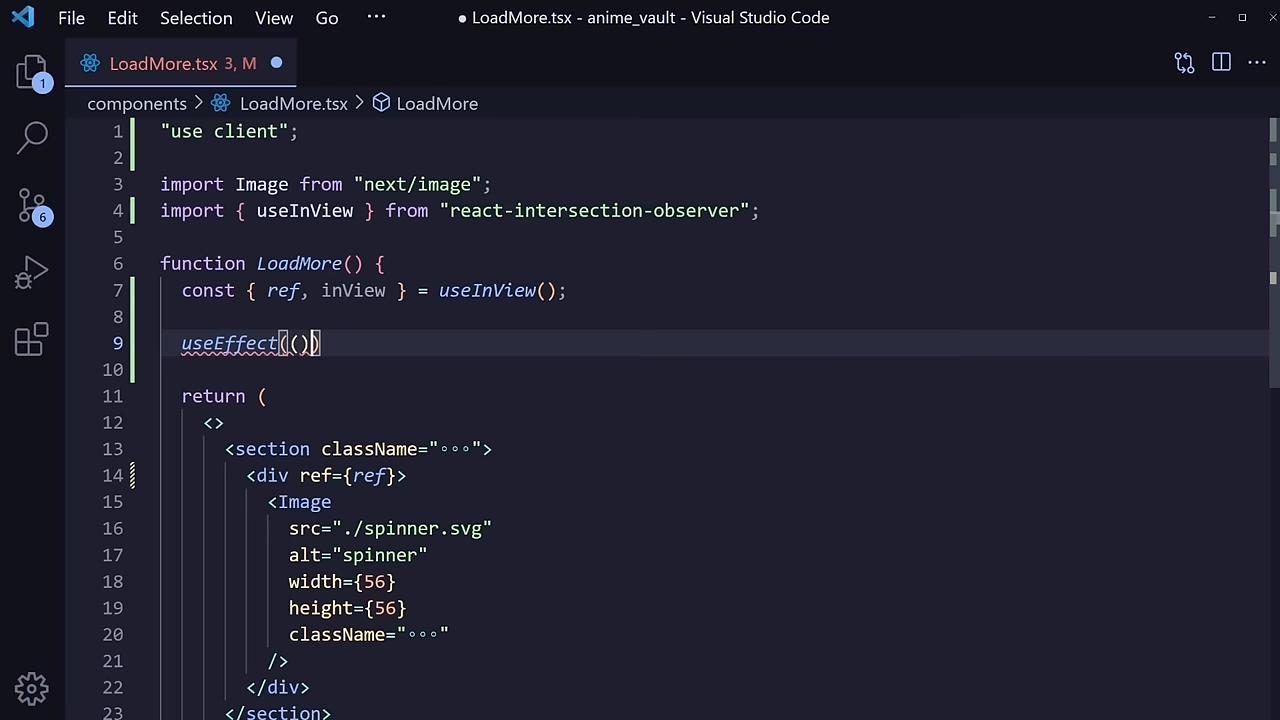 File Edit Selection View Go ··· ● LoadMore.tsx - anime_vault - Visual Studio Code
LoadMore.tsx 3, M ●
components > LoadMore.tsx > LoadMore
1
6
1 "use client";
2
3 import Image from "next/image";
4 import { useInView } from "react-intersection-observer";
5
6 function LoadMore() {
7 const { ref, inView } = useInView();
8
9 useEffect(())
10
11 return (
12 <>
13 <section className="∘∘∘">
14 <div ref={ref}>
15 <Image
16 src="./spinner.svg"
17 alt="spinner"
18 width={56}
19 height={56}
20 className="∘∘∘"
21 />
22 </div>
23 </section>